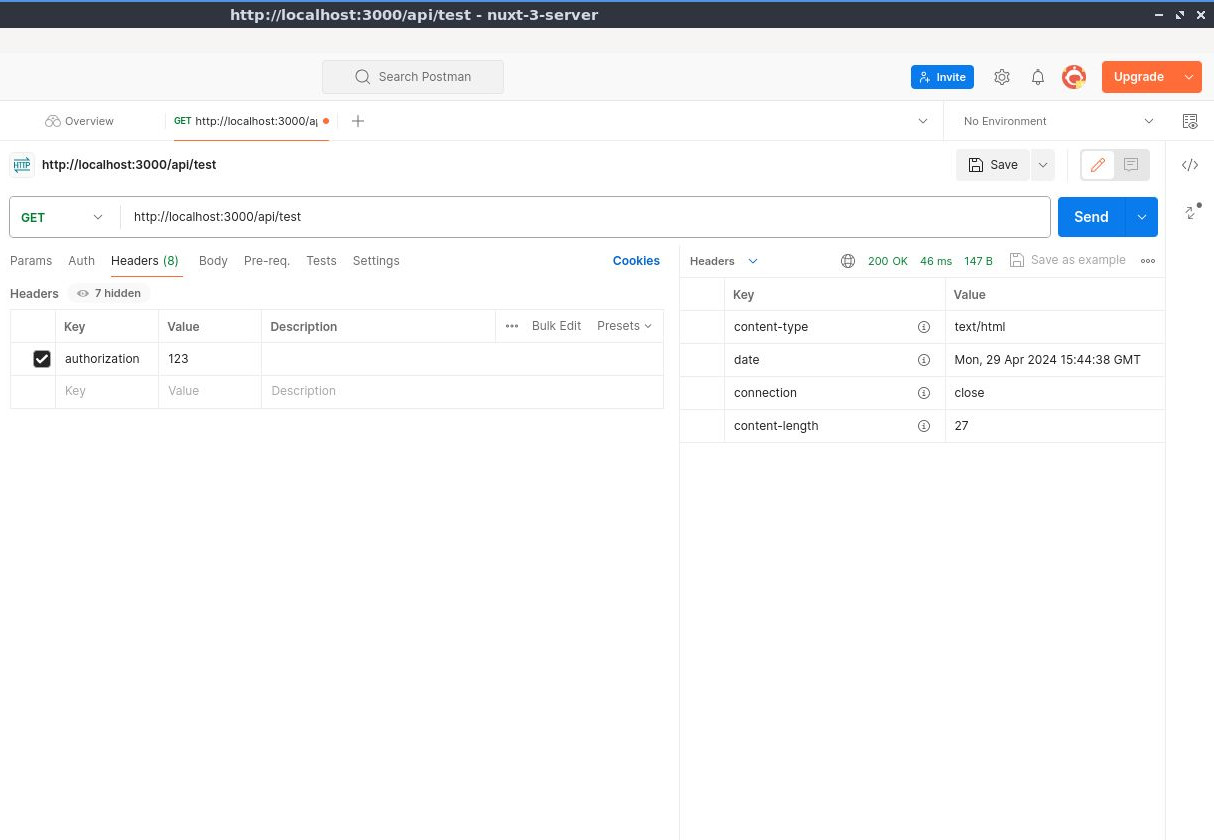 http://localhost:3000/api/test - nuxt-3-server
Search Postman
Invite
Upgrade
Overview
GET http://localhost:3000/ap
No Environment
HTTP
http://localhost:3000/api/test
Save
GET
http://localhost:3000/api/test
Send
Params Auth Headers (8) Body Pre-req. Tests Settings Cookies
Headers 7 hidden
Key Value Description Bulk Edit Presets
authorization 123
Key Value Description
Headers 200 OK 46 ms 147 B Save as example
Key Value
content-type text/html
date Mon, 29 Apr 2024 15:44:38 GMT
connection close
content-length 27